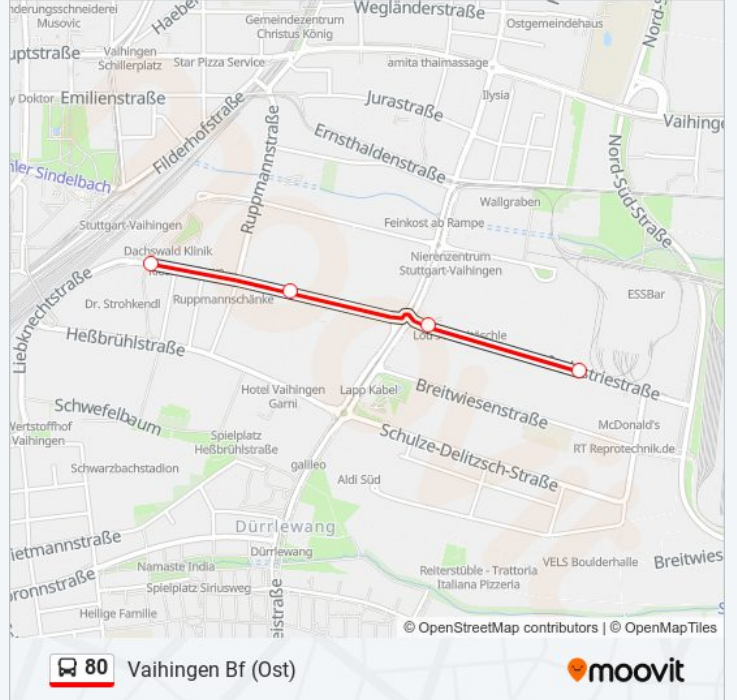 nderungsschneiderei
Musovic
Haeber
Wegländerstraße
Nord-s
Gemeindezentrum
Christus König
Ostgemeindehaus
uptstraße
Vaihingen
Schillerplatz
Star Pizza Service
amita thaimassage
y Doktor
Emilienstraße
Jurastraße
Ilysia
Vaihinge
Filderhofstraße
Ruppmannstraße
Ernsthaldenstraße
Nord-Süd-Straße
ler Sindelbach
Wallgraben
Stuttgart-Vaihingen
Feinkost ab Rampe
Dachswald Klinik
Nierenzentrum
Stuttgart-Vaihingen
Liebknechtstraße
Dr. Strohkendl
Ruppmannschänke
ESSBar
Heßbrühlstraße
striestraße
Hotel Vaihingen
Garni
Lapp Kabel
Breitwiesenstraße
Schwefelbaum
Wertstoffhof
Vaihingen
Spielplatz
Heßbrühlstraße
Schulze-Delitzsch-Straße
McDonald's
RT Reprotechnik.de
Schwarzbachstadion
galileo
Aldi Süd
Dürrlewang
ietmannstraße
Dürrlewang
VELS Boulderhalle
Breitwies
Namaste India
Reiterstüble - Trattoria
Italiana Pizzeria
oronnstraße
Spielplatz Siriusweg
eistraße
Heilige Familie
© OpenStreetMap contributors | © OpenMapTiles
80
Vaihingen Bf (Ost)
moovit